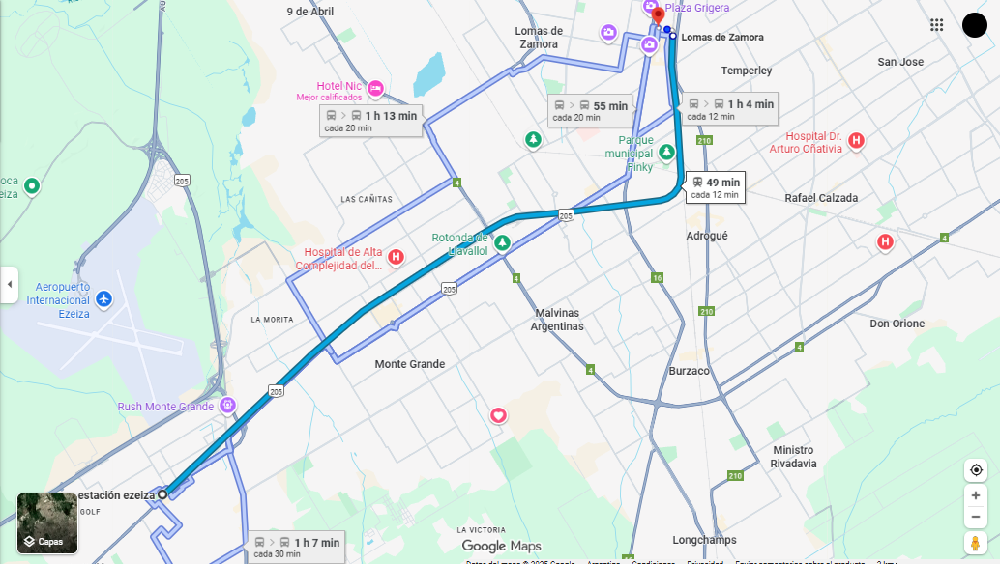 9 de Abril
Plaza Grigera
Lomas de
Zamora
Lomas de Zamora
San Jose
Temperley
Hotel Nic
Mejor calificados
1 h 13 min
cada 20 min
55 min
cada 20 min
1 h 4 min
cada 12 min
210
Hospital Dr.
Arturo Oñativia
Parque
municipal
Finky
205
4
49 min
cada 12 min
LAS CAÑITAS
Rafael Calzada
205
Rotonda de
Llavallol
Adrogué
4
Hospital de Alta
Complejidad del...
4
16
Aeropuerto
Internacional
Ezeiza
205
LA MORITA
Malvinas
Argentinas
210
Don Orione
4
Monte Grande
4
Burzaco
205
Rush Monte Grande
Ministro
Rivadavia
210
estación ezeiza
GOLF
Capas
1 h 7 min
cada 30 min
LA VICTORIA
Google Maps
Longchamps